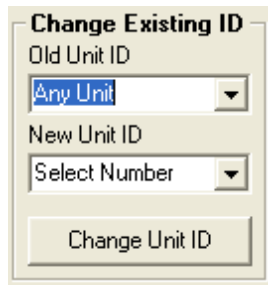 Change Existing ID
Old Unit ID
Any Unit
New Unit ID
Select Number
Change Unit ID